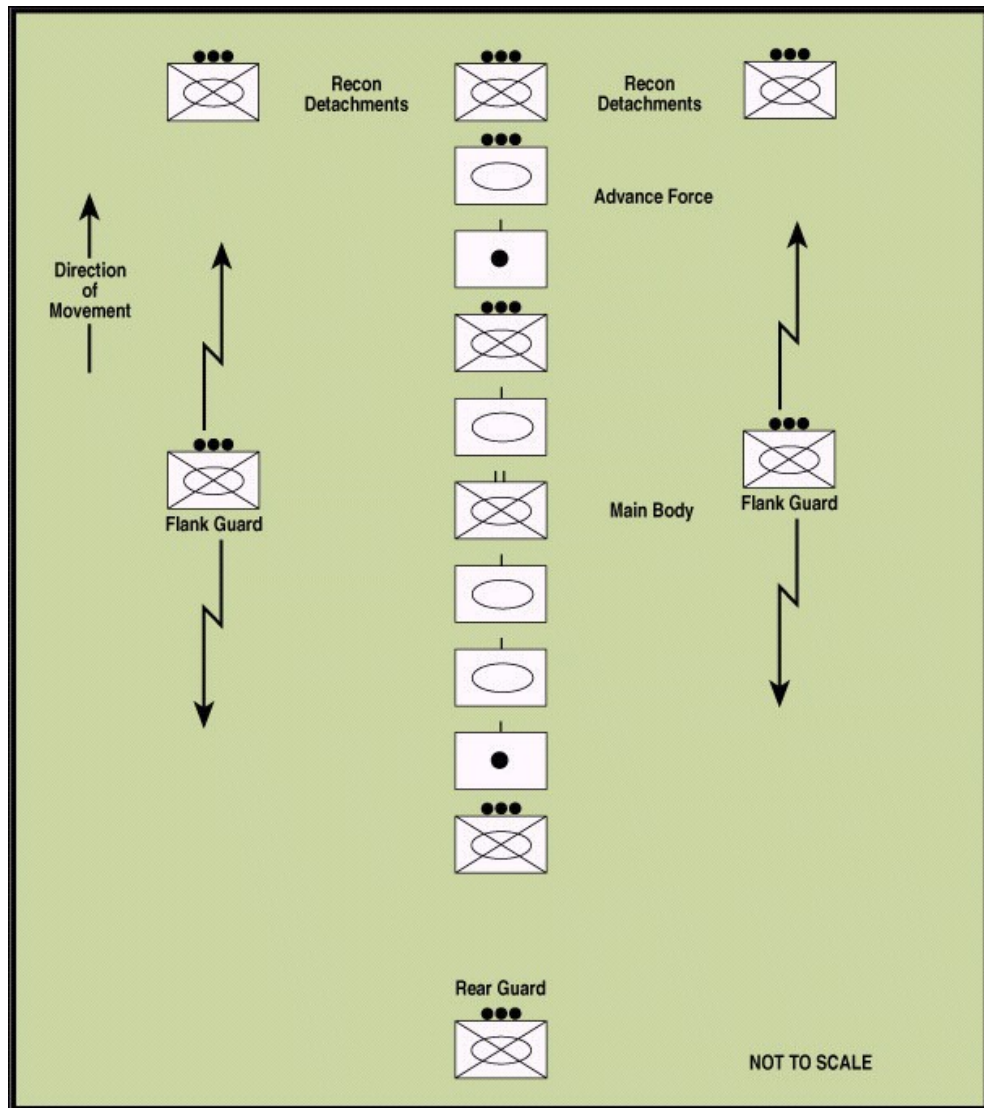 Recon
Detachments
Recon
Detachments
Advance Force
Direction
of
Movement
Flank Guard
Main Body
Flank Guard
Rear Guard
NOT TO SCALE